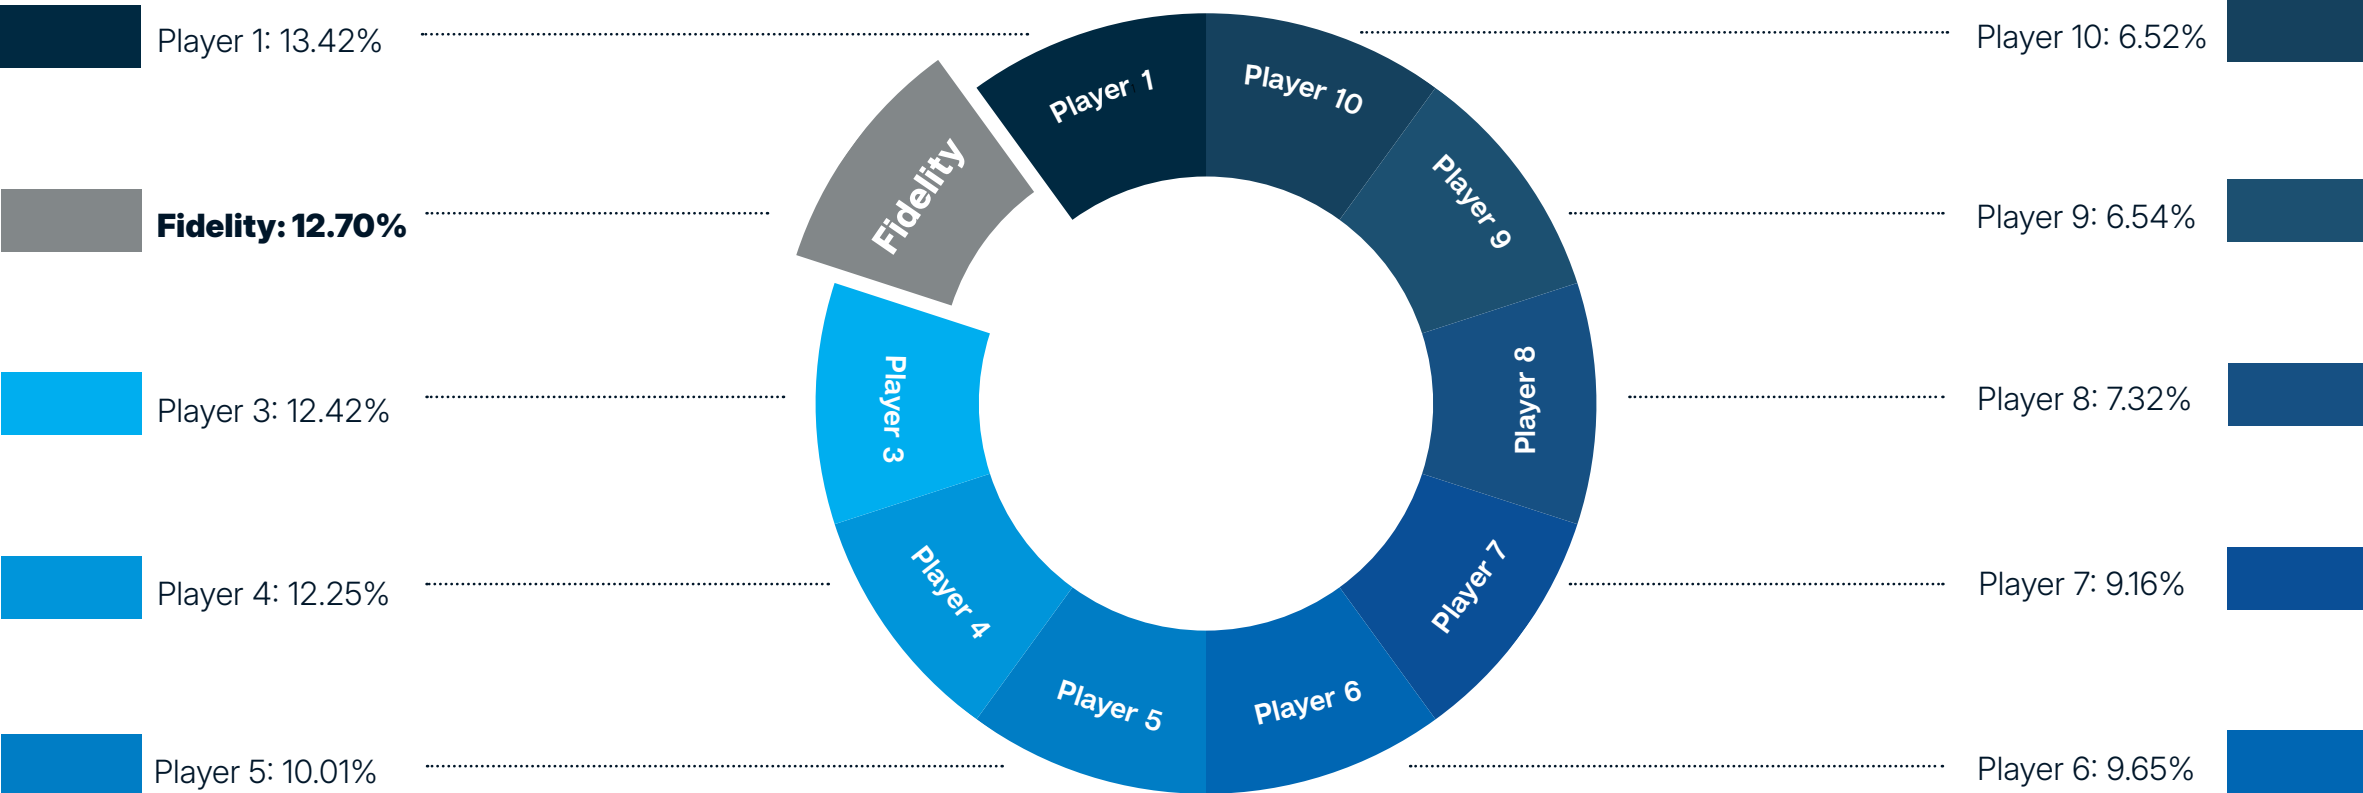 Player 1: 13.42%
Fidelity: 12.70%
Player 3: 12.42%
Player 4: 12.25%
Player 5: 10.01%
Player 1
Player 10
Fidelity
Player 9
Player 3
Player 8
Player 4
Player 7
Player 5
Player 6
Player 10: 6.52%
Player 9: 6.54%
Player 8: 7.32%
Player 7: 9.16%
Player 6: 9.65%